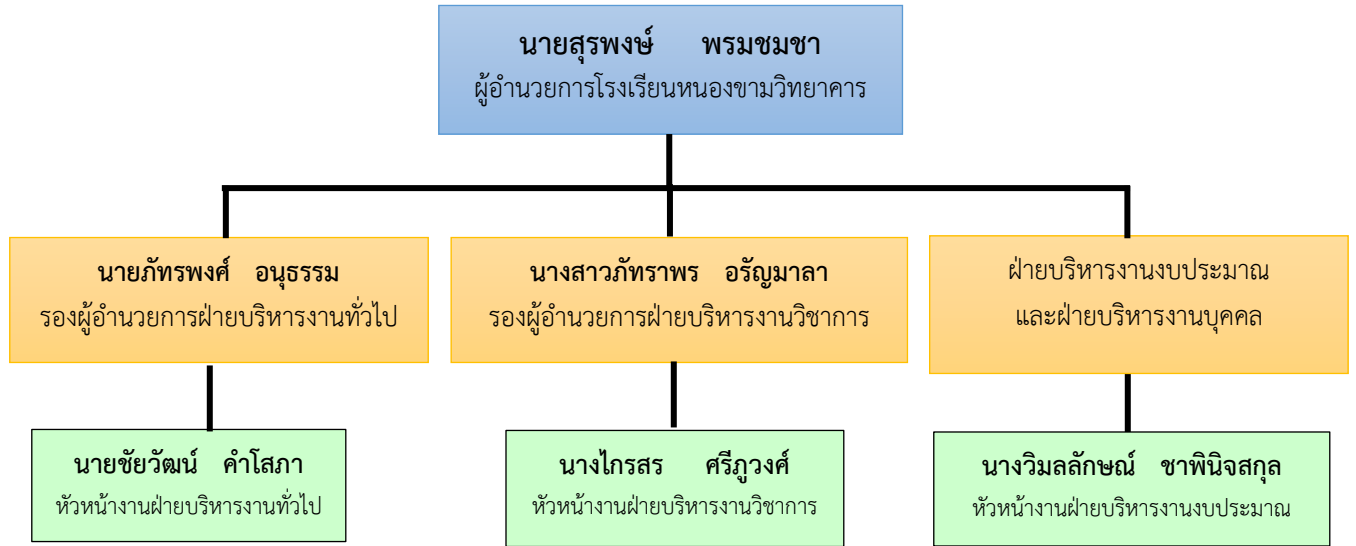 นายสุรพงษ์ พรมชมชา
ผู้อำนวยการโรงเรียนหนองขามวิทยาคาร
นายภัทรพงศ์ อนุธรรม
รองผู้อำนวยการฝ่ายบริหารงานทั่วไป
นางสาวภัทราพร อรัญมาลา
รองผู้อำนวยการฝ่ายบริหารงานวิชาการ
ฝ่ายบริหารงานงบประมาณ
และฝ่ายบริหารงานบุคคล
นายชัยวัฒน์ คำโสภา
หัวหน้างานฝ่ายบริหารงานทั่วไป
นางไกรสร ศรีภูวงศ์
หัวหน้างานฝ่ายบริหารงานวิชาการ
นางวิมลลักษณ์ ชาพินิจสกุล
หัวหน้างานฝ่ายบริหารงานงบประมาณ